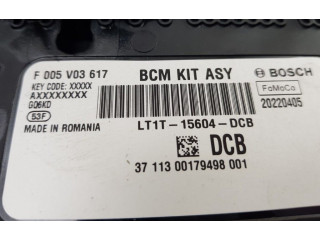 F 005 V03 617 BCM KIT ASY BOSCH
KEY CODE: XXXXX
AXXXXXXXX FoMoCo
GO6KD 20220405
53F
MADE IN ROMANIA LT1T-15604-DCB
DCB
37 113 00179498 001